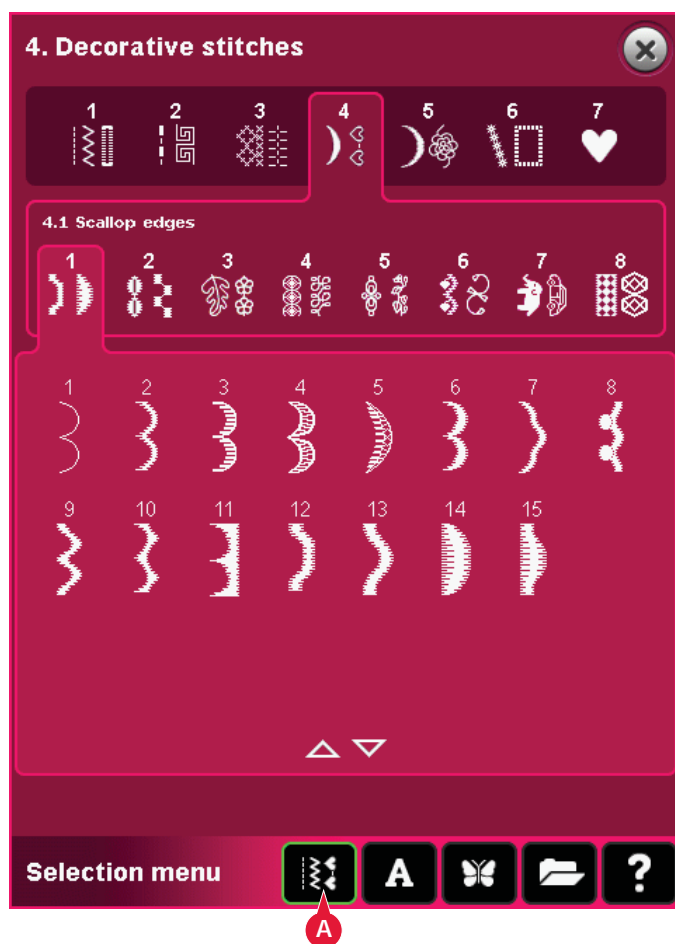 4. Decorative stitches
1 2 3 4 5 6 7
4.1 Scallop edges
1 2 3 4 5 6 7 8
1 2 3 4 5 6 7 8
9 10 11 12 13 14 15
Selection menu A ?
A